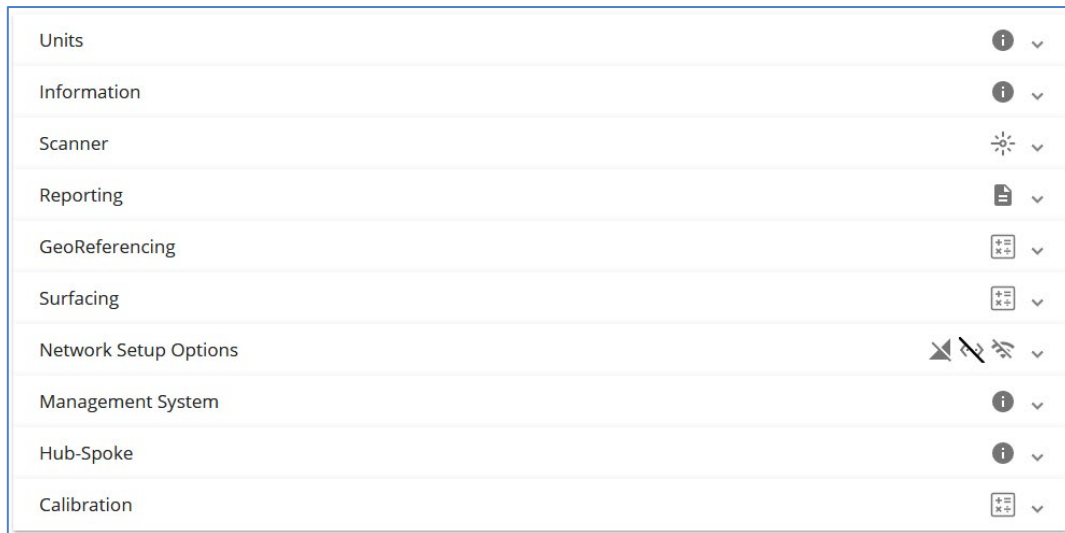 Units
Information
Scanner
Reporting
GeoReferencing
Surfacing
Network Setup Options
Management System
Hub-Spoke
Calibration